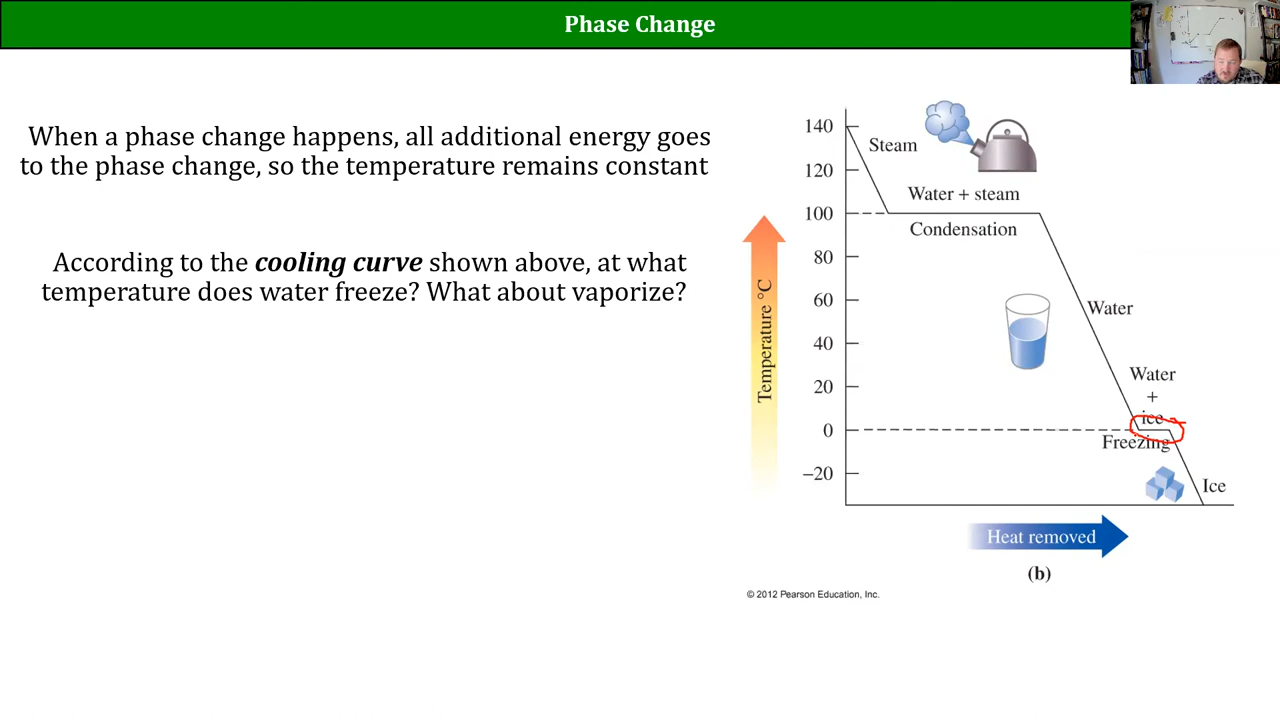 Phase Change
When a phase change happens, all additional energy goes
to the phase change, so the temperature remains constant
According to the cooling curve shown above, at what
temperature does water freeze? What about vaporize?
140
120
100
80
60
40
20
0
–20
Temperature °C
Steam
Water + steam
Condensation
Water
Water
+
ice
Freezing
Ice
Heat removed
(b)
© 2012 Pearson Education, Inc.